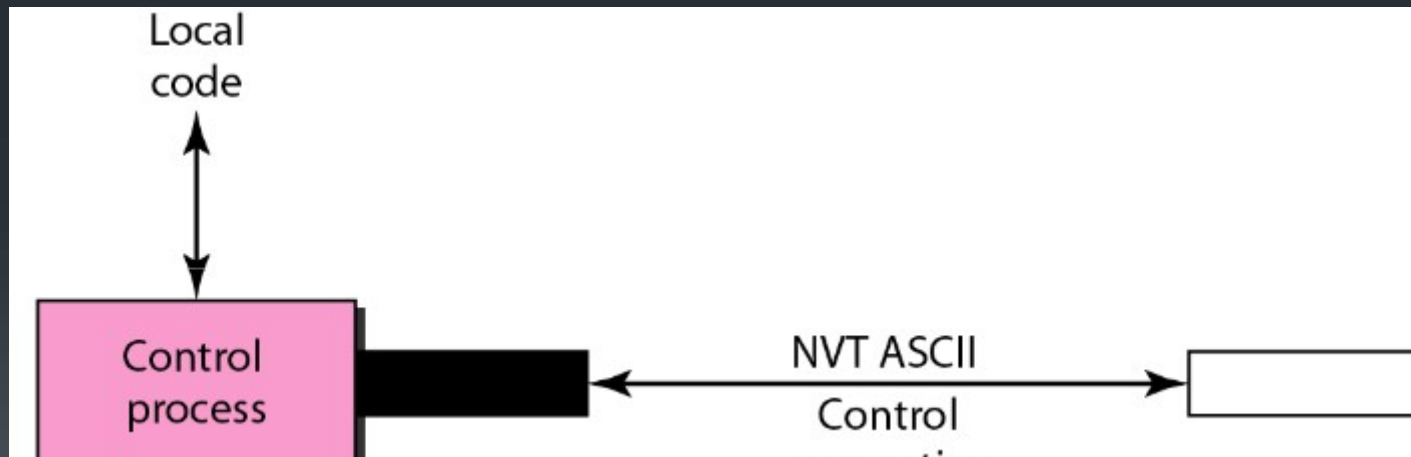 Local
code
Control
process
NVT ASCII
Control